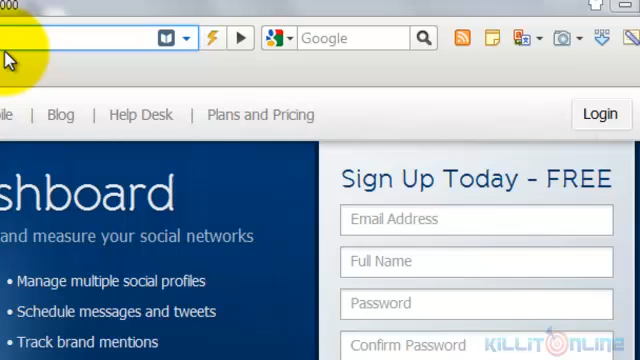 000
Google
ile | Blog | Help Desk | Plans and Pricing
Login
shboard
and measure your social networks
• Manage multiple social profiles
• Schedule messages and tweets
• Track brand mentions
Sign Up Today - FREE
Email Address
Full Name
Password
Confirm Password
KILLITONLINE